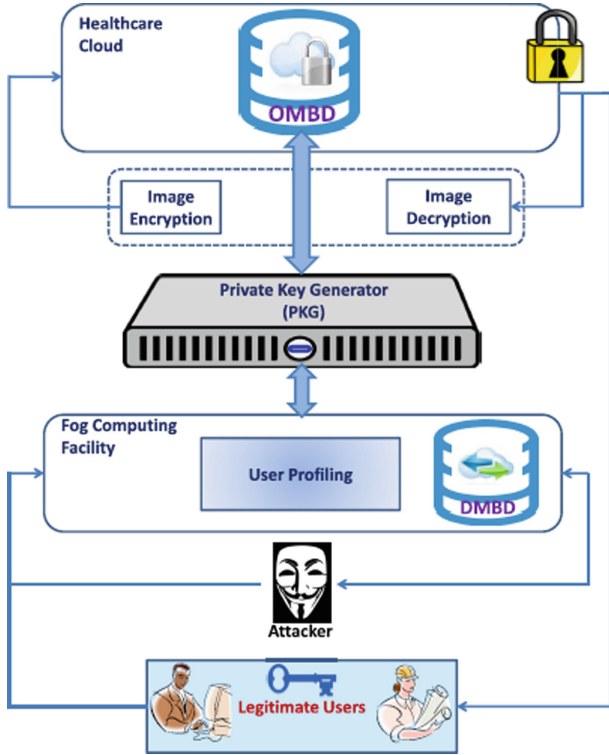 Healthcare
Cloud
OMBD
Image
Encryption
Image
Decryption
Private Key Generator
(PKG)
Fog Computing
Facility
User Profiling
DMBD
Attacker
Legitimate Users